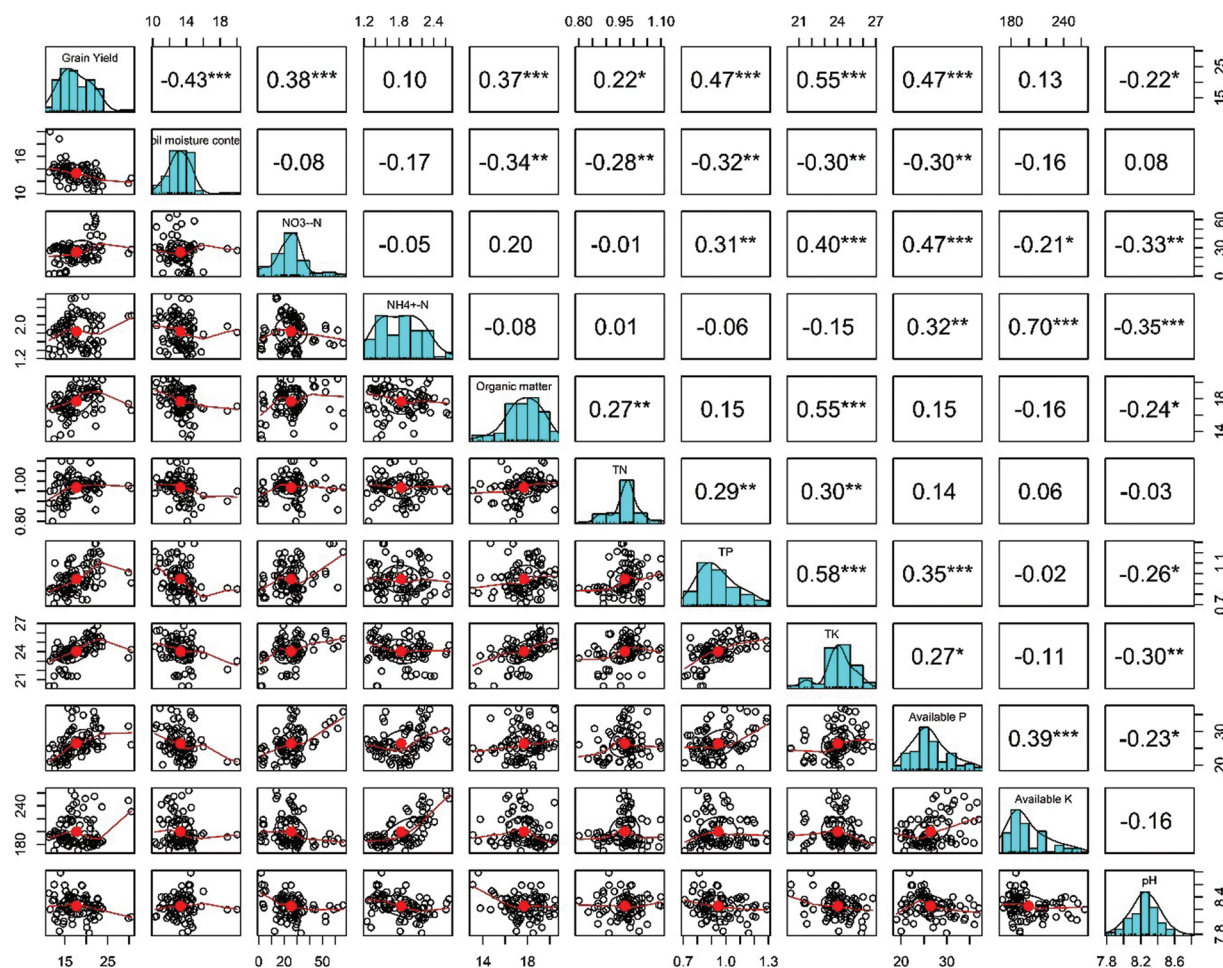 10 14 18 1.2 1.8 2.4 0.80 0.95 1.10 21 24 27 180 240
Grain Yield -0.43*** 0.38*** 0.10 0.37*** 0.22* 0.47*** 0.55*** 0.47*** 0.13 -0.22* 15 25
10 16 oil moisture conte -0.08 -0.17 -0.34** -0.28** -0.32** -0.30** -0.30** -0.16 0.08
NO3--N -0.05 0.20 -0.01 0.31** 0.40*** 0.47*** -0.21* -0.33** 0 30 60
1.2 2.0 NH4+-N -0.08 0.01 -0.06 -0.15 0.32** 0.70*** -0.35***
Organic matter 0.27** 0.15 0.55*** 0.15 -0.16 -0.24* 14 18
0.80 1.00 TN 0.29** 0.30** 0.14 0.06 -0.03
TP 0.58*** 0.35*** -0.02 -0.26* 0.7 1.1
21 24 27 TK 0.27* -0.11 -0.30**
Available P 0.39*** -0.23* 20 30
180 240 Available K -0.16
pH 7.8 8.4
15 25 0 20 50 14 18 0.7 1.0 1.3 20 30 7.8 8.2 8.6